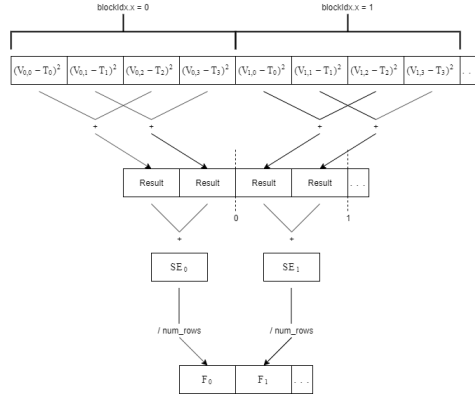 blockIdx.x = 0 blockIdx.x = 1
(V₀,₀ − T₀)² (V₀,₁ − T₁)² (V₀,₂ − T₂)² (V₀,₃ − T₃)² (V₁,₀ − T₀)² (V₁,₁ − T₁)² (V₁,₂ − T₂)² (V₁,₃ − T₃)² ...
+ + + +
Result Result Result Result ...
0 1
+ +
SE₀ SE₁
/ num_rows / num_rows
F₀ F₁ ...